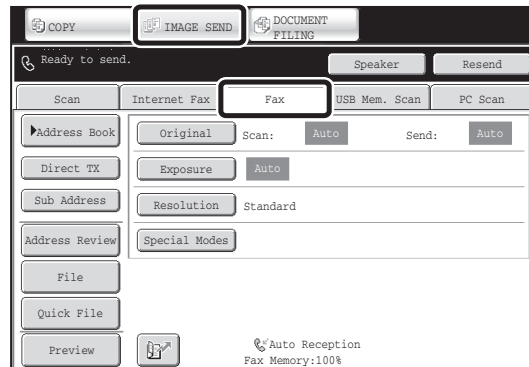 COPY
IMAGE SEND
DOCUMENT
FILING
Ready to send.
Speaker
Resend
Scan
Internet Fax
Fax
USB Mem. Scan
PC Scan
Address Book
Original
Scan:
Auto
Send:
Auto
Direct TX
Exposure
Auto
Sub Address
Resolution
Standard
Address Review
Special Modes
File
Quick File
Preview
Auto Reception
Fax Memory:100%